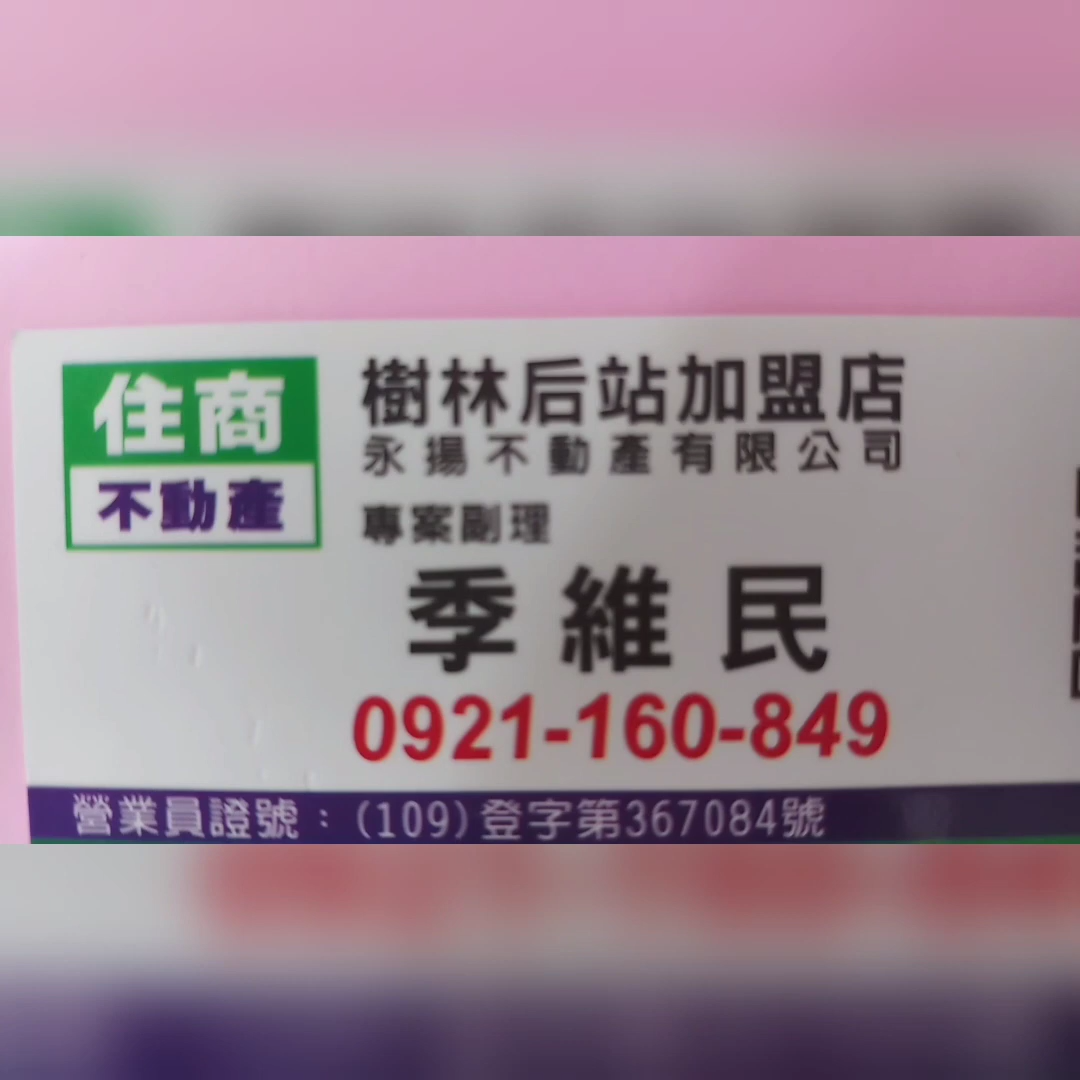 住商
不動產
樹林后站加盟店
永揚不動產有限公司
專案副理
季維民
0921-160-849
營業員證號：(109)登字第367084號